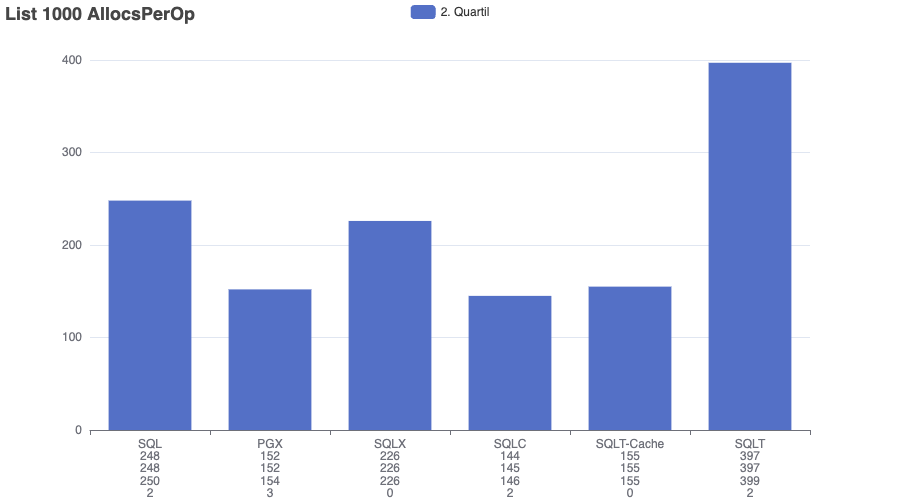 List 1000 AllocsPerOp
2. Quartil
400
300
200
100
0
SQL PGX SQLX SQLC SQLT-Cache SQLT
248 152 226 144 155 397
248 152 226 145 155 397
250 154 226 146 155 399
2 3 0 2 0 2